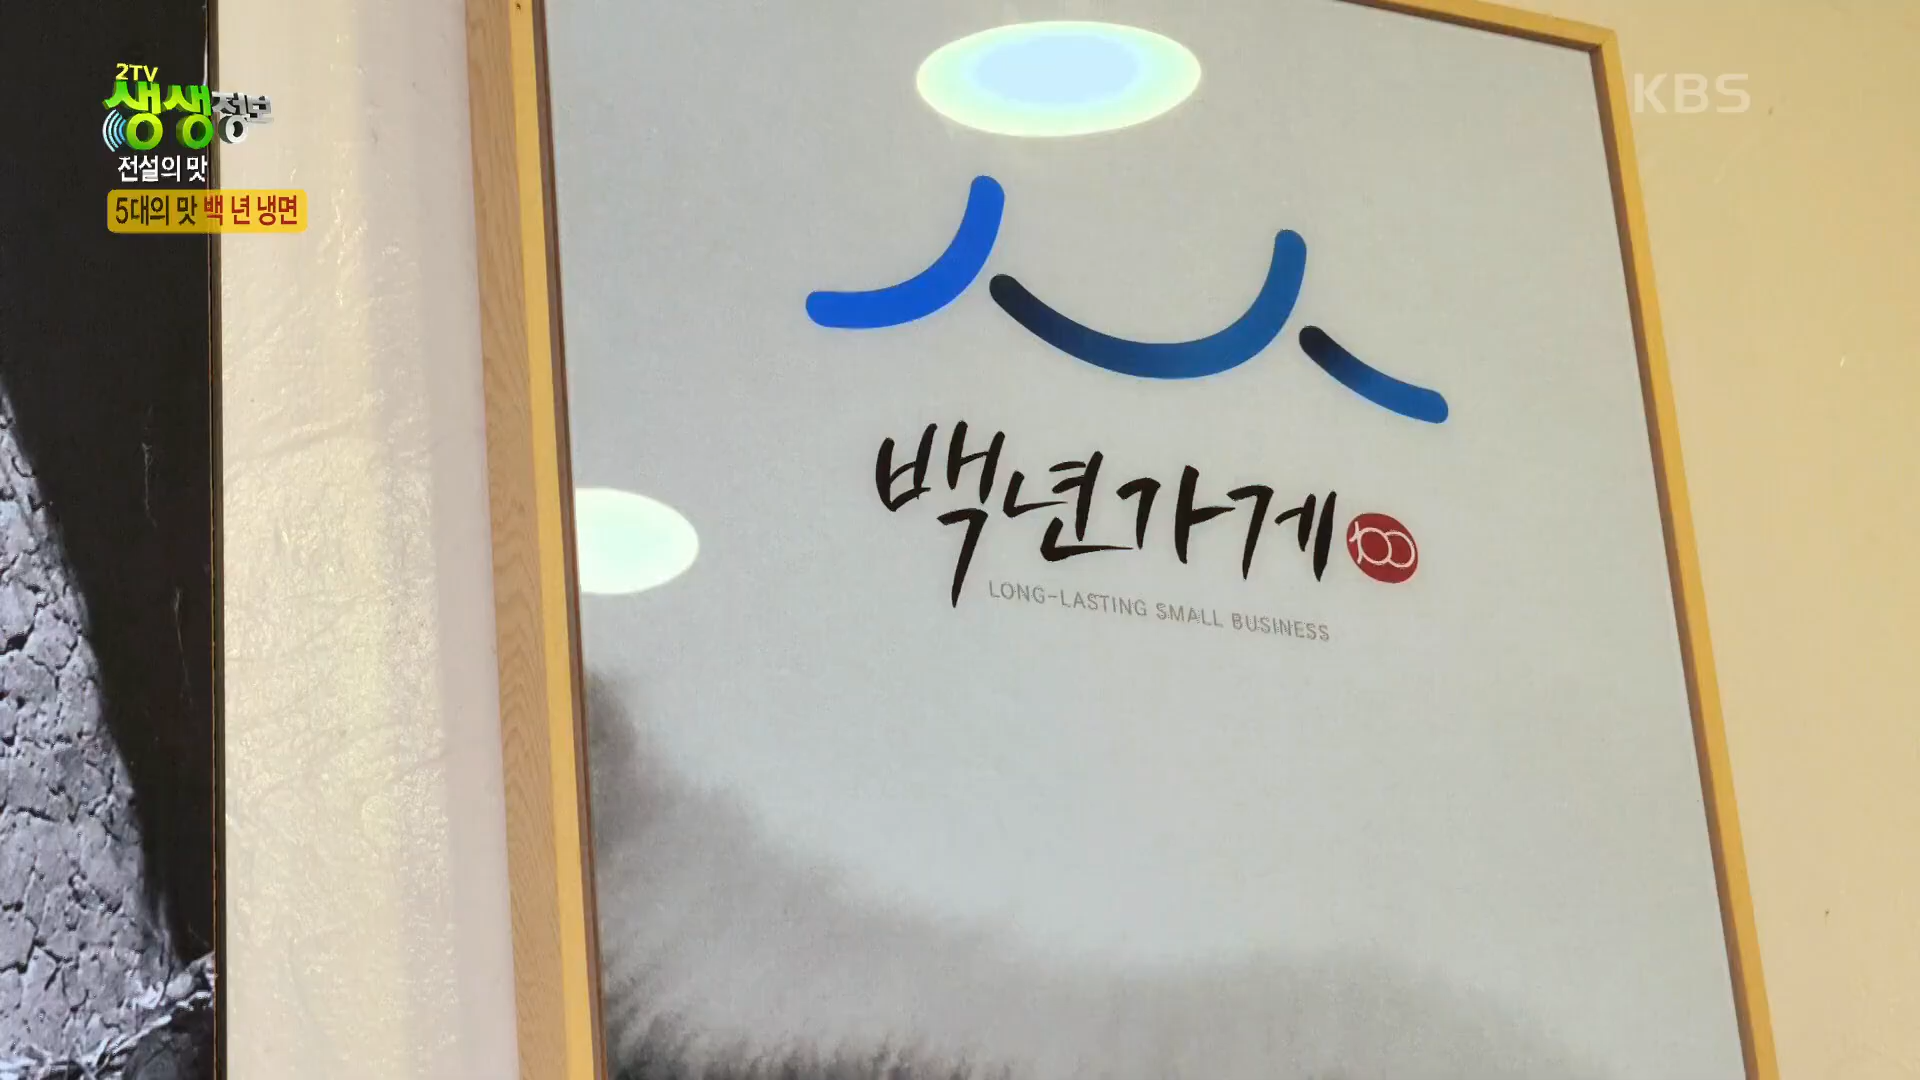 2TV
생생정보
전설의 맛
5대의 맛 백 년 냉면
KBS
백년가게 100
LONG-LASTING SMALL BUSINESS